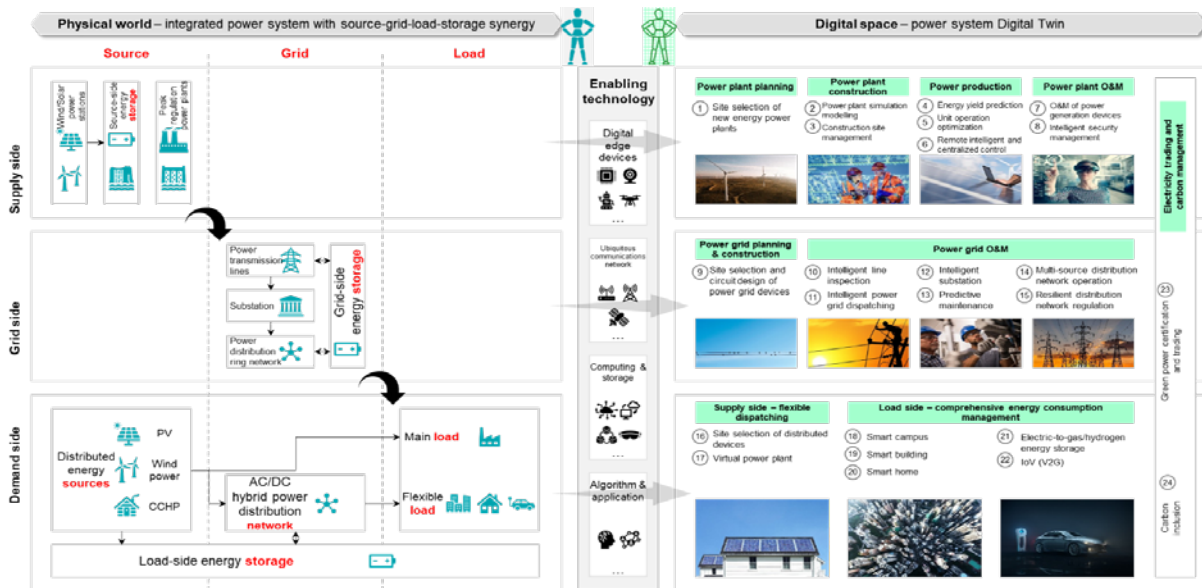 Physical world – integrated power system with source-grid-load-storage synergy
Digital space – power system Digital Twin
Source
Grid
Load
Supply side
Wind/Solar
power
stations
Source-side
energy
storage
Peak
regulation
power plants
Grid side
Power
transmission
lines
Substation
Power
distribution
ring network
Grid-side
energy storage
Demand side
Distributed
energy
sources
PV
Wind
power
CCHP
AC/DC
hybrid power
distribution
network
Main load
Flexible
load
Load-side energy storage
Enabling
technology
Digital
edge
devices
...
Ubiquitous
communications
network
...
Computing &
storage
Algorithm &
application
...
Power plant planning
1 Site selection of
new energy power
plants
Power plant
construction
2 Power plant simulation
modelling
3 Construction site
management
Power production
4 Energy yield prediction
5 Unit operation
optimization
6 Remote intelligent and
centralized control
Power plant O&M
7 O&M of power
generation devices
8 Intelligent security
management
Power grid planning
& construction
9 Site selection and
circuit design of
power grid devices
Power grid O&M
10 Intelligent line
inspection
11 Intelligent power
grid dispatching
12 Intelligent
substation
13 Predictive
maintenance
14 Multi-source distribution
network operation
15 Resilient distribution
network regulation
Supply side – flexible
dispatching
16 Site selection of distributed
devices
17 Virtual power plant
Load side – comprehensive energy consumption
management
18 Smart campus
19 Smart building
20 Smart home
21 Electric-to-gas/hydrogen
energy storage
22 IoV (V2G)
Electricity trading and
carbon management
23
Green power certification
and trading
24
Carbon
inclusion